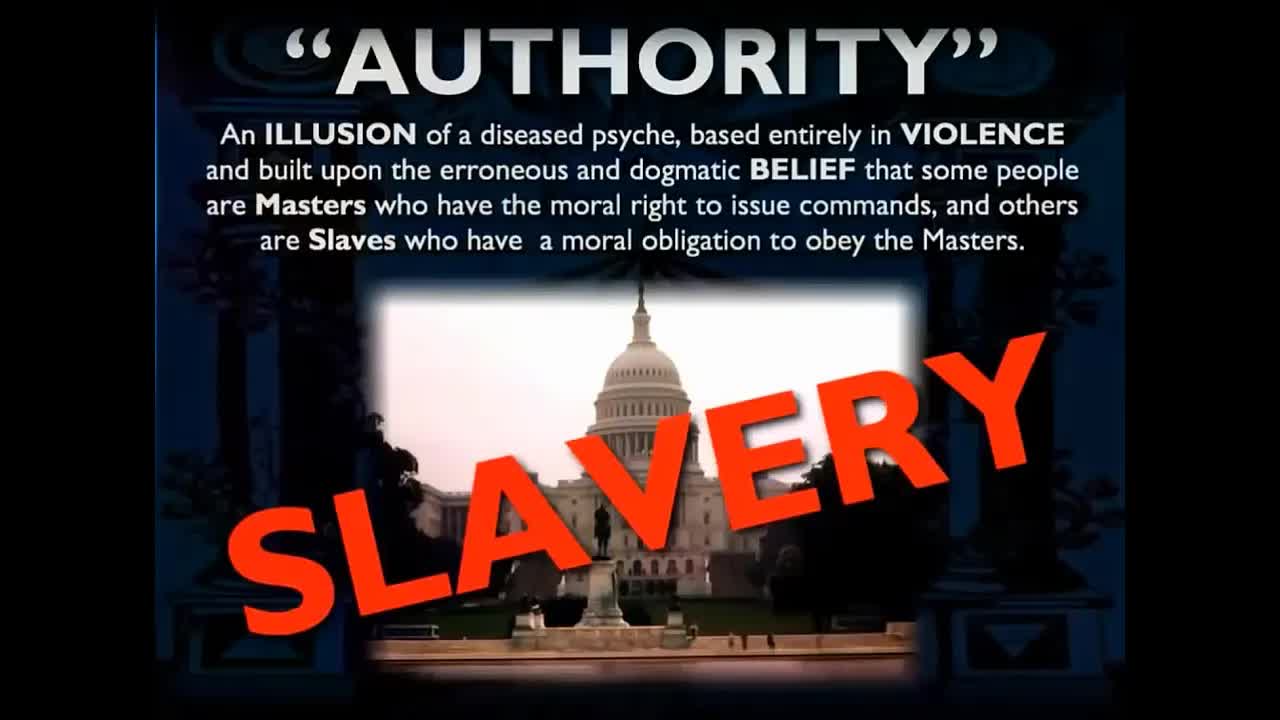 “AUTHORITY”
An ILLUSION of a diseased psyche, based entirely in VIOLENCE
and built upon the erroneous and dogmatic BELIEF that some people
are Masters who have the moral right to issue commands, and others
are Slaves who have a moral obligation to obey the Masters.
SLAVERY